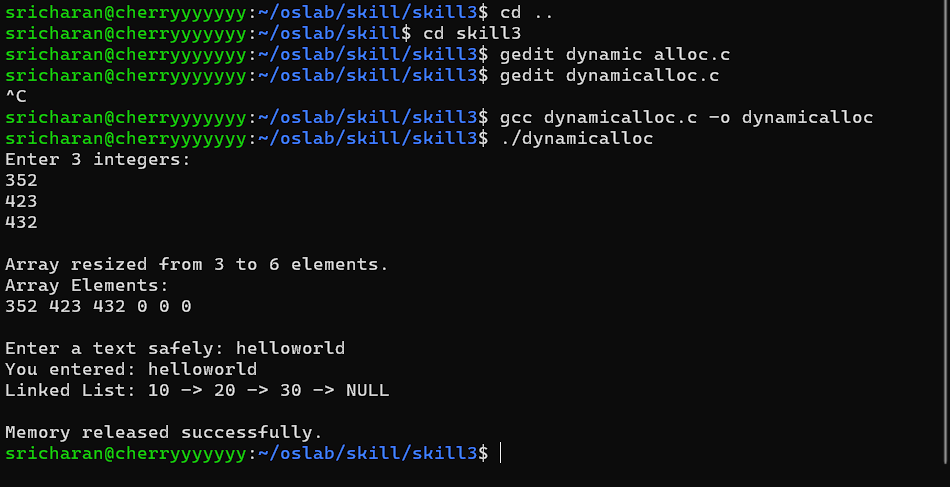 sricharan@cherryyyyyyy:~/oslab/skill/skill3$ cd ..
sricharan@cherryyyyyyy:~/oslab/skill$ cd skill3
sricharan@cherryyyyyyy:~/oslab/skill/skill3$ gedit dynamic alloc.c
sricharan@cherryyyyyyy:~/oslab/skill/skill3$ gedit dynamicalloc.c
^C
sricharan@cherryyyyyyy:~/oslab/skill/skill3$ gcc dynamicalloc.c -o dynamicalloc
sricharan@cherryyyyyyy:~/oslab/skill/skill3$ ./dynamicalloc
Enter 3 integers:
352
423
432
Array resized from 3 to 6 elements.
Array Elements:
352 423 432 0 0 0
Enter a text safely: helloworld
You entered: helloworld
Linked List: 10 -> 20 -> 30 -> NULL
Memory released successfully.
sricharan@cherryyyyyyy:~/oslab/skill/skill3$